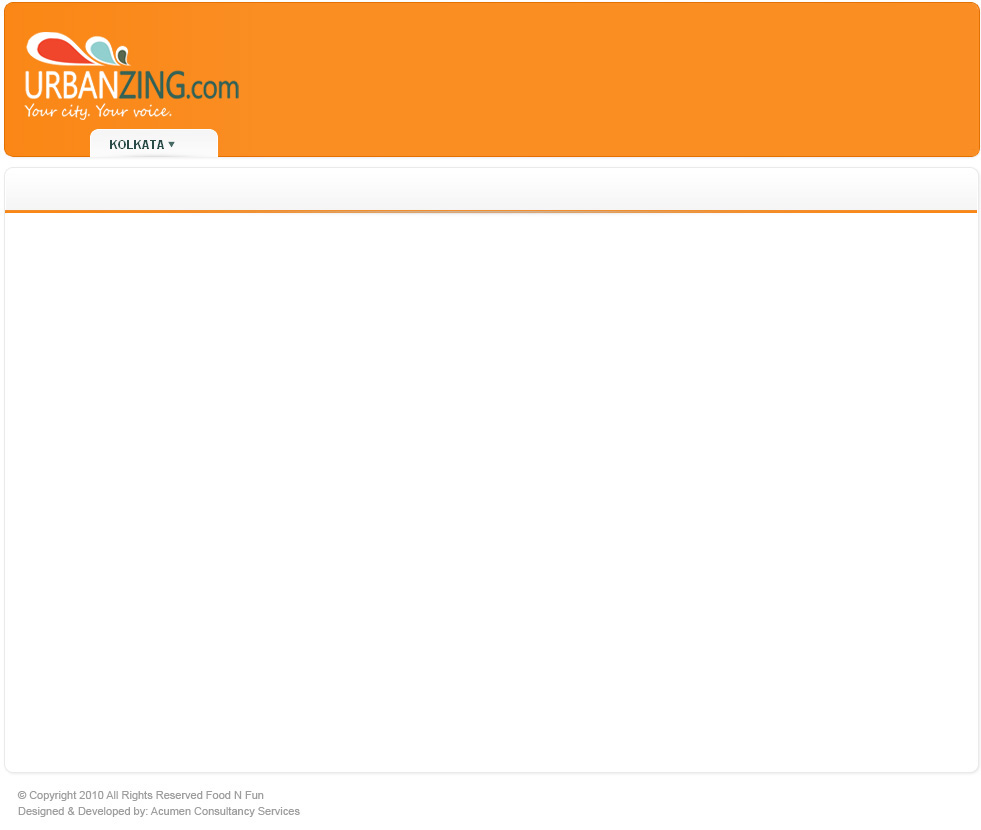 URBANZING.com
Your city. Your voice.
KOLKATA
© Copyright 2010 All Rights Reserved Food N Fun
Designed & Developed by: Acumen Consultancy Services